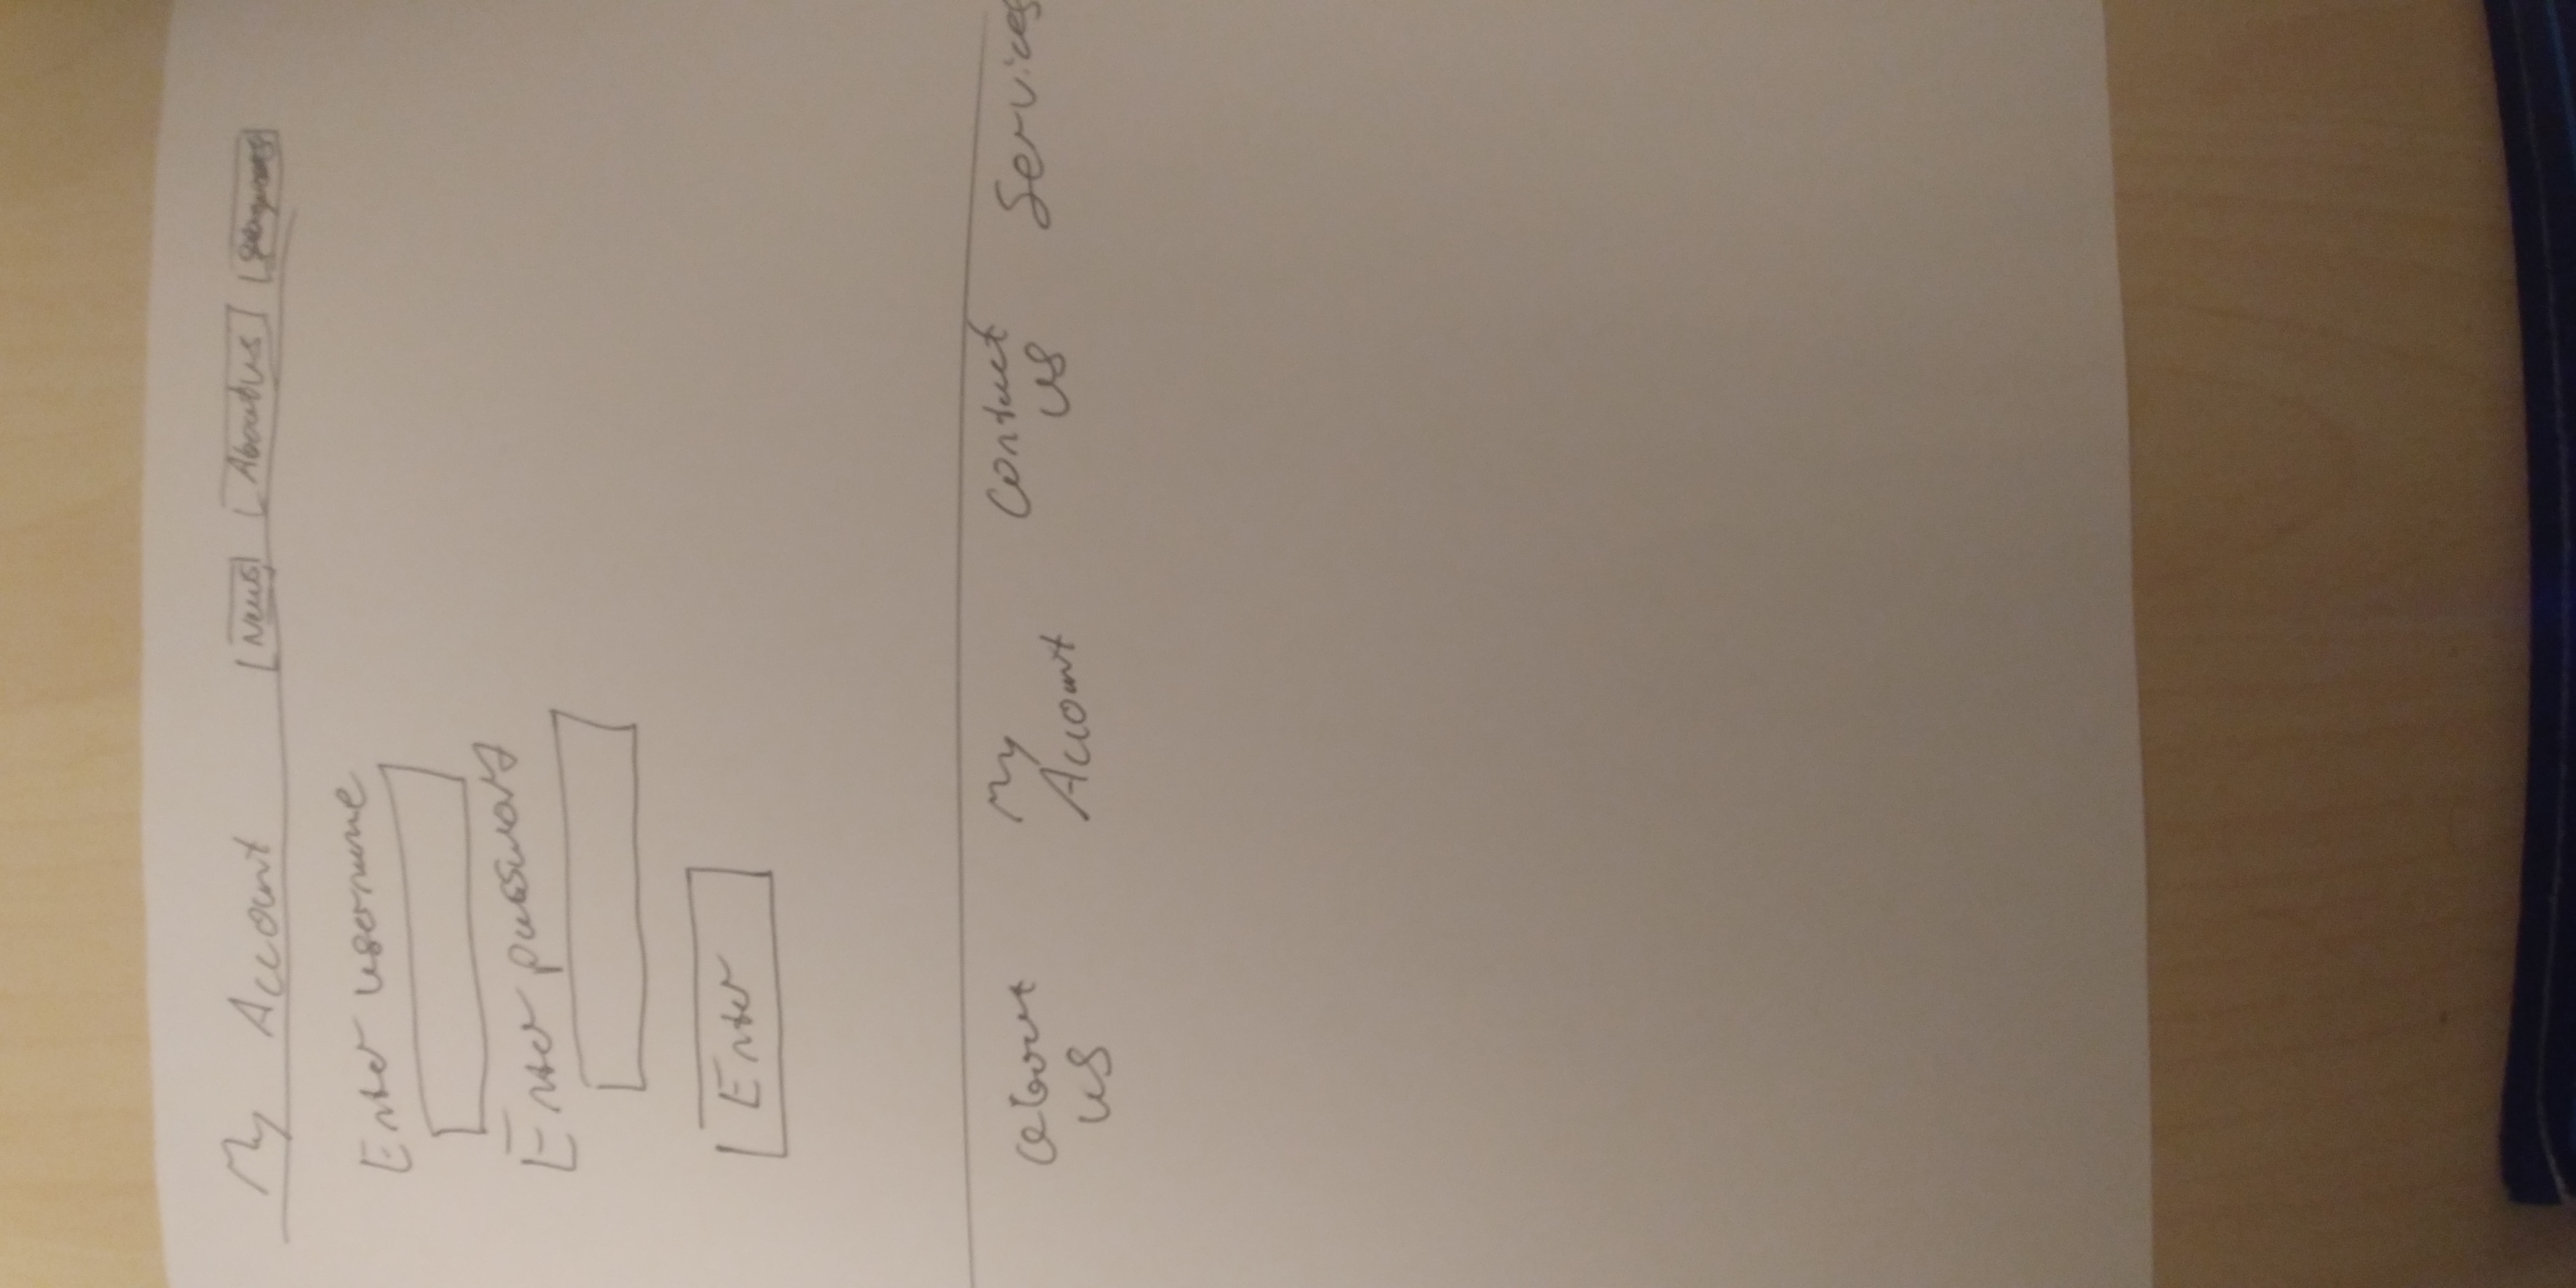 My Account News About us
Enter username
Enter password
Enter
About us
My Account
Contact us
Services